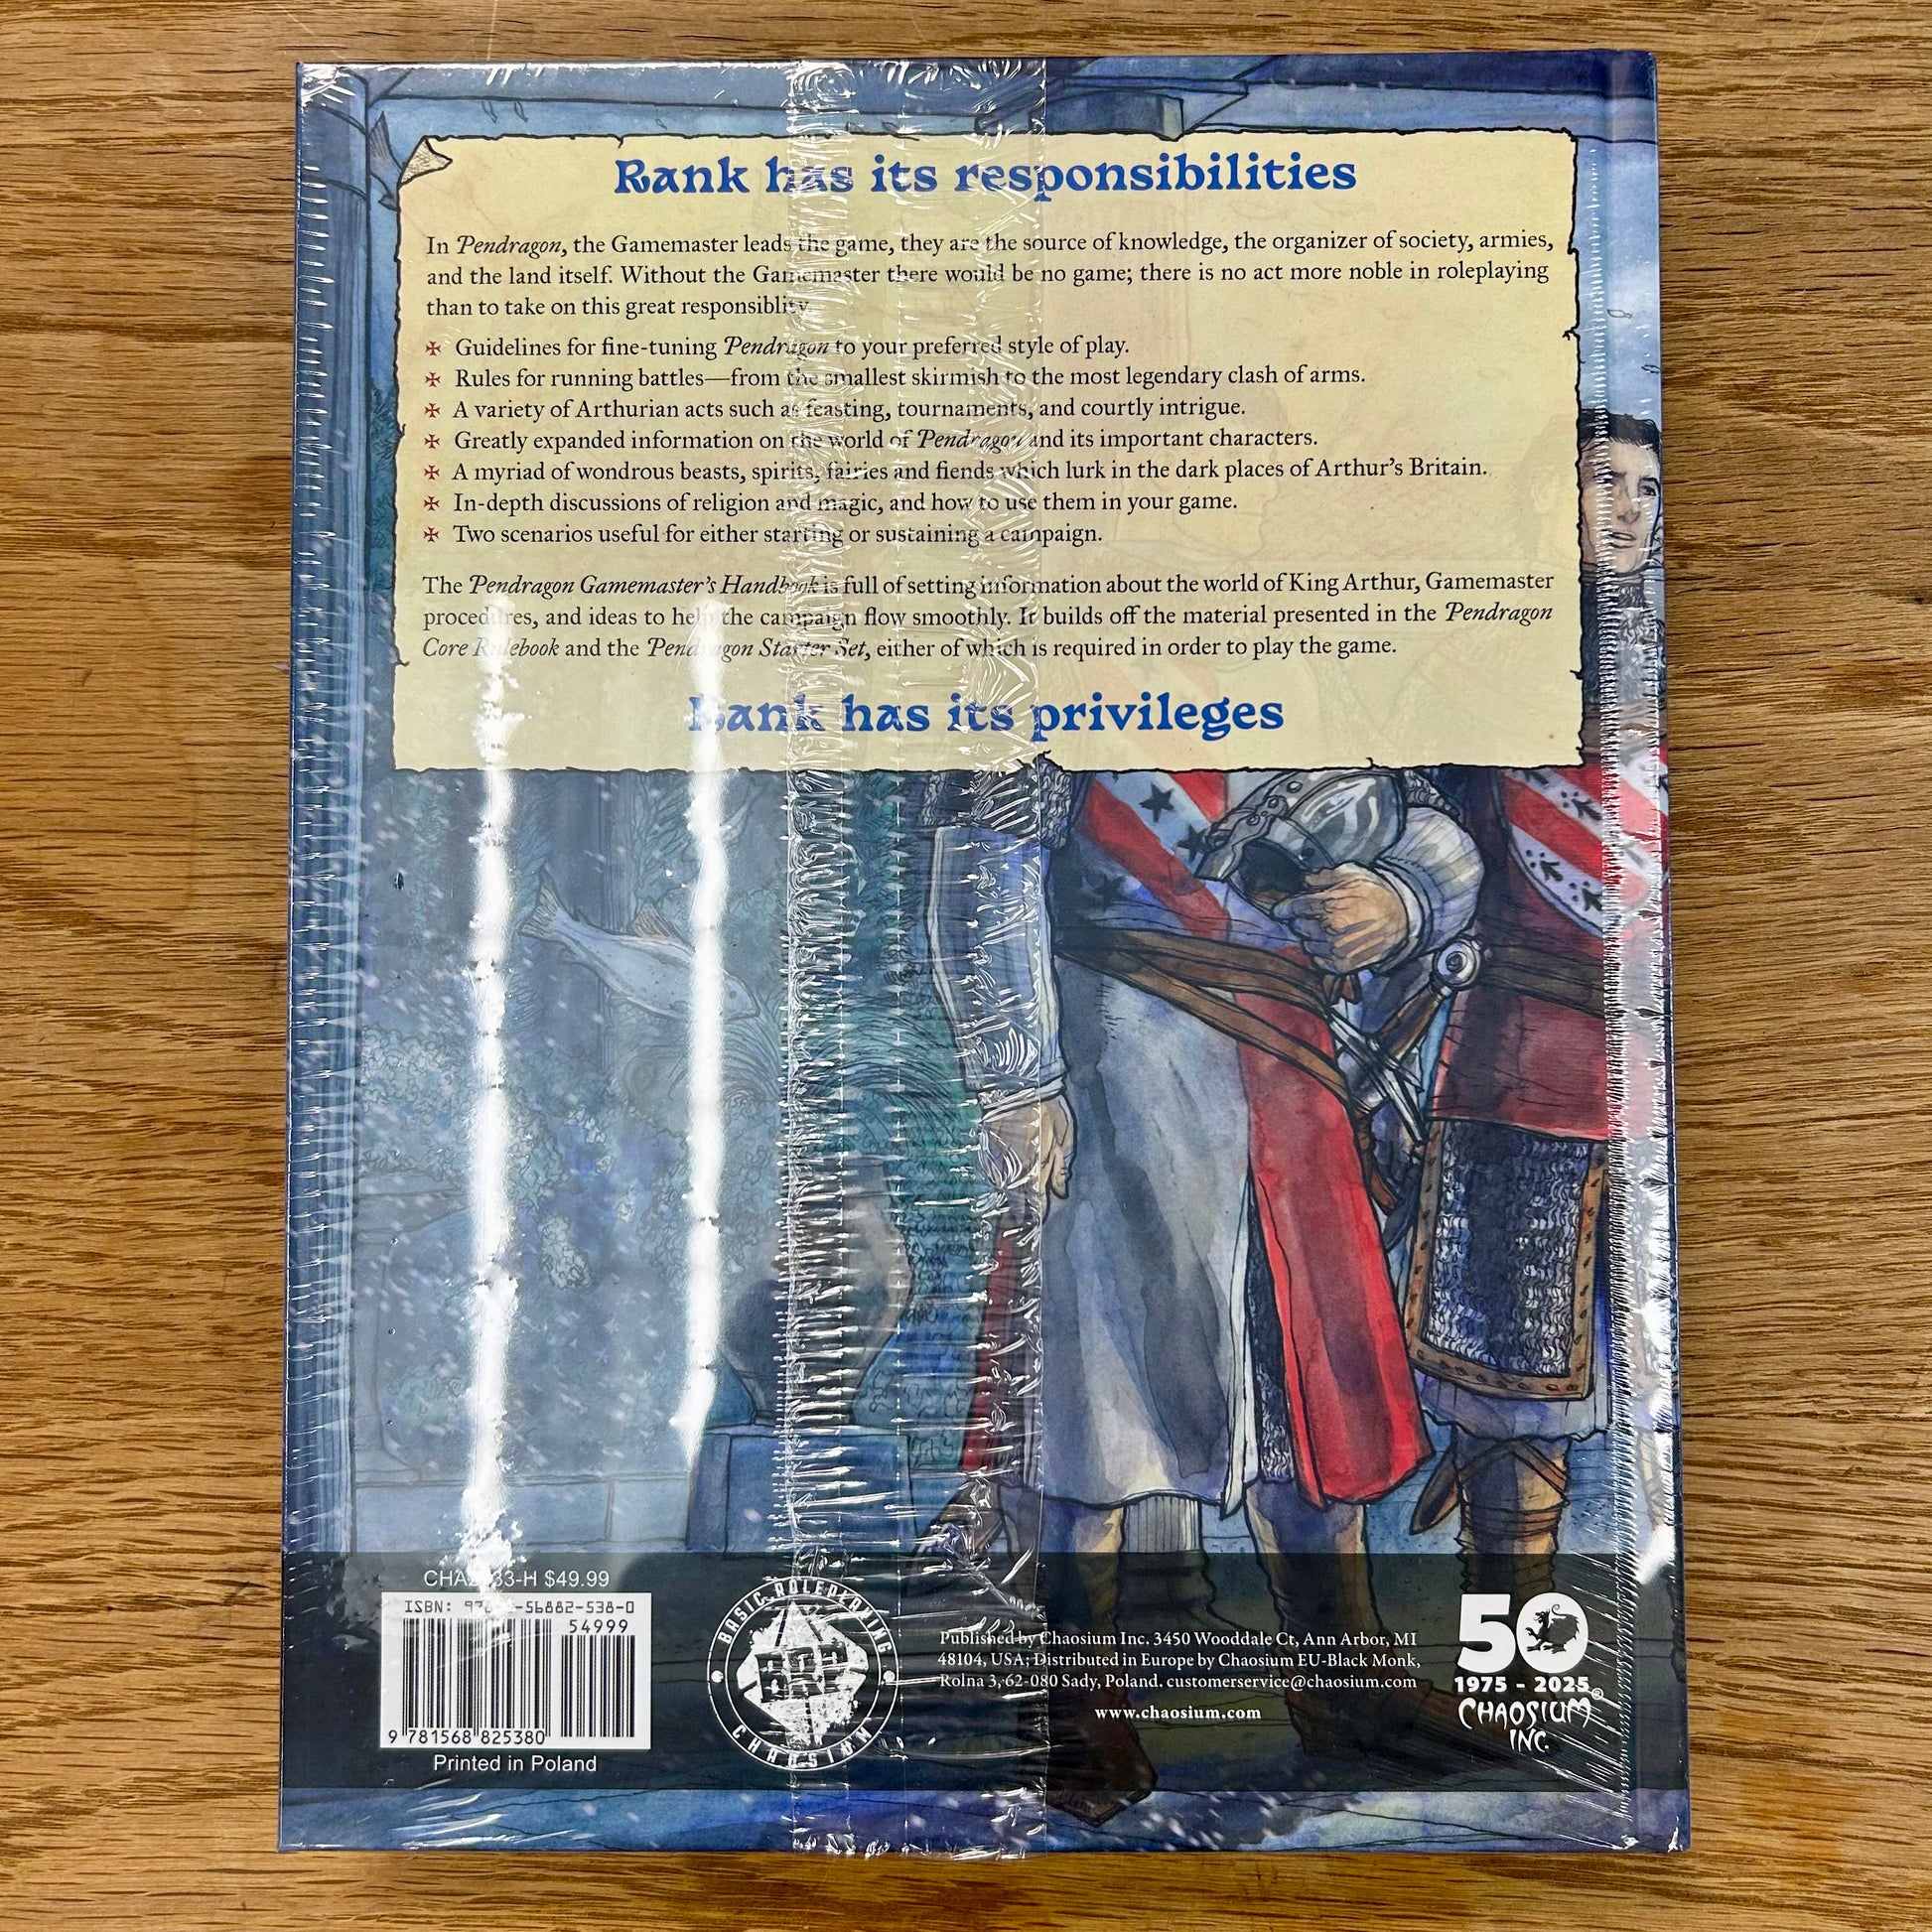 Rank has its responsibilities
In Pendragon, the Gamemaster leads the game, they are the source of knowledge, the organizer of society, armies,
and the land itself. Without the Gamemaster there would be no game; there is no act more noble in roleplaying
than to take on this great responsiblity.
Guidelines for fine-tuning Pendragon to your preferred style of play.
Rules for running battles—from the smallest skirmish to the most legendary clash of arms.
A variety of Arthurian acts such as feasting, tournaments, and courtly intrigue.
Greatly expanded information on the world of Pendragon and its important characters.
A myriad of wondrous beasts, spirits, fairies and fiends which lurk in the dark places of Arthur's Britain.
In-depth discussions of religion and magic, and how to use them in your game.
Two scenarios useful for either starting or sustaining a campaign.
The Pendragon Gamemaster's Handbook is full of setting information about the world of King Arthur, Gamemaster
procedures, and ideas to help the campaign flow smoothly. It builds off the material presented in the Pendragon
Core Rulebook and the Pendragon Starter Set, either of which is required in order to play the game.
Rank has its privileges
$49.99
ISBN: 978-1-56882-538-0
54999
9 781568 825380
Printed in Poland
BASIC ROLEPLAYING
CHAOSIUM
Published by Chaosium Inc. 3450 Wooddale Ct, Ann Arbor, MI
48104, USA; Distributed in Europe by Chaosium EU-Black Monk,
Rolna 3, 62-080 Sady, Poland. customerservice@chaosium.com
www.chaosium.com
50
1975 - 2025
CHAOSIUM®
INC.